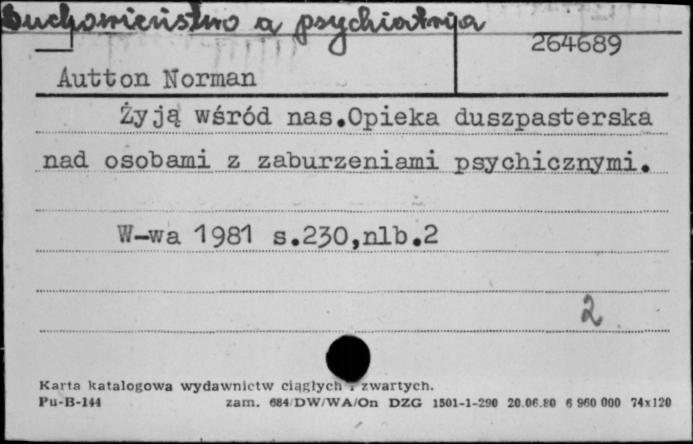 Duchowieństwo a psychiatria
264689
Autton Norman
Żyją wśród nas.Opieka duszpasterska
nad osobami z zaburzeniami psychicznymi.
W-wa 1981 s.230,nlb.2
2
Karta katalogowa wydawnictw ciągłych i zwartych.
Pu-B-144 zam. 684/DW/WA/On DZG 1501-1-290 20.06.80 6 960 000 74x120